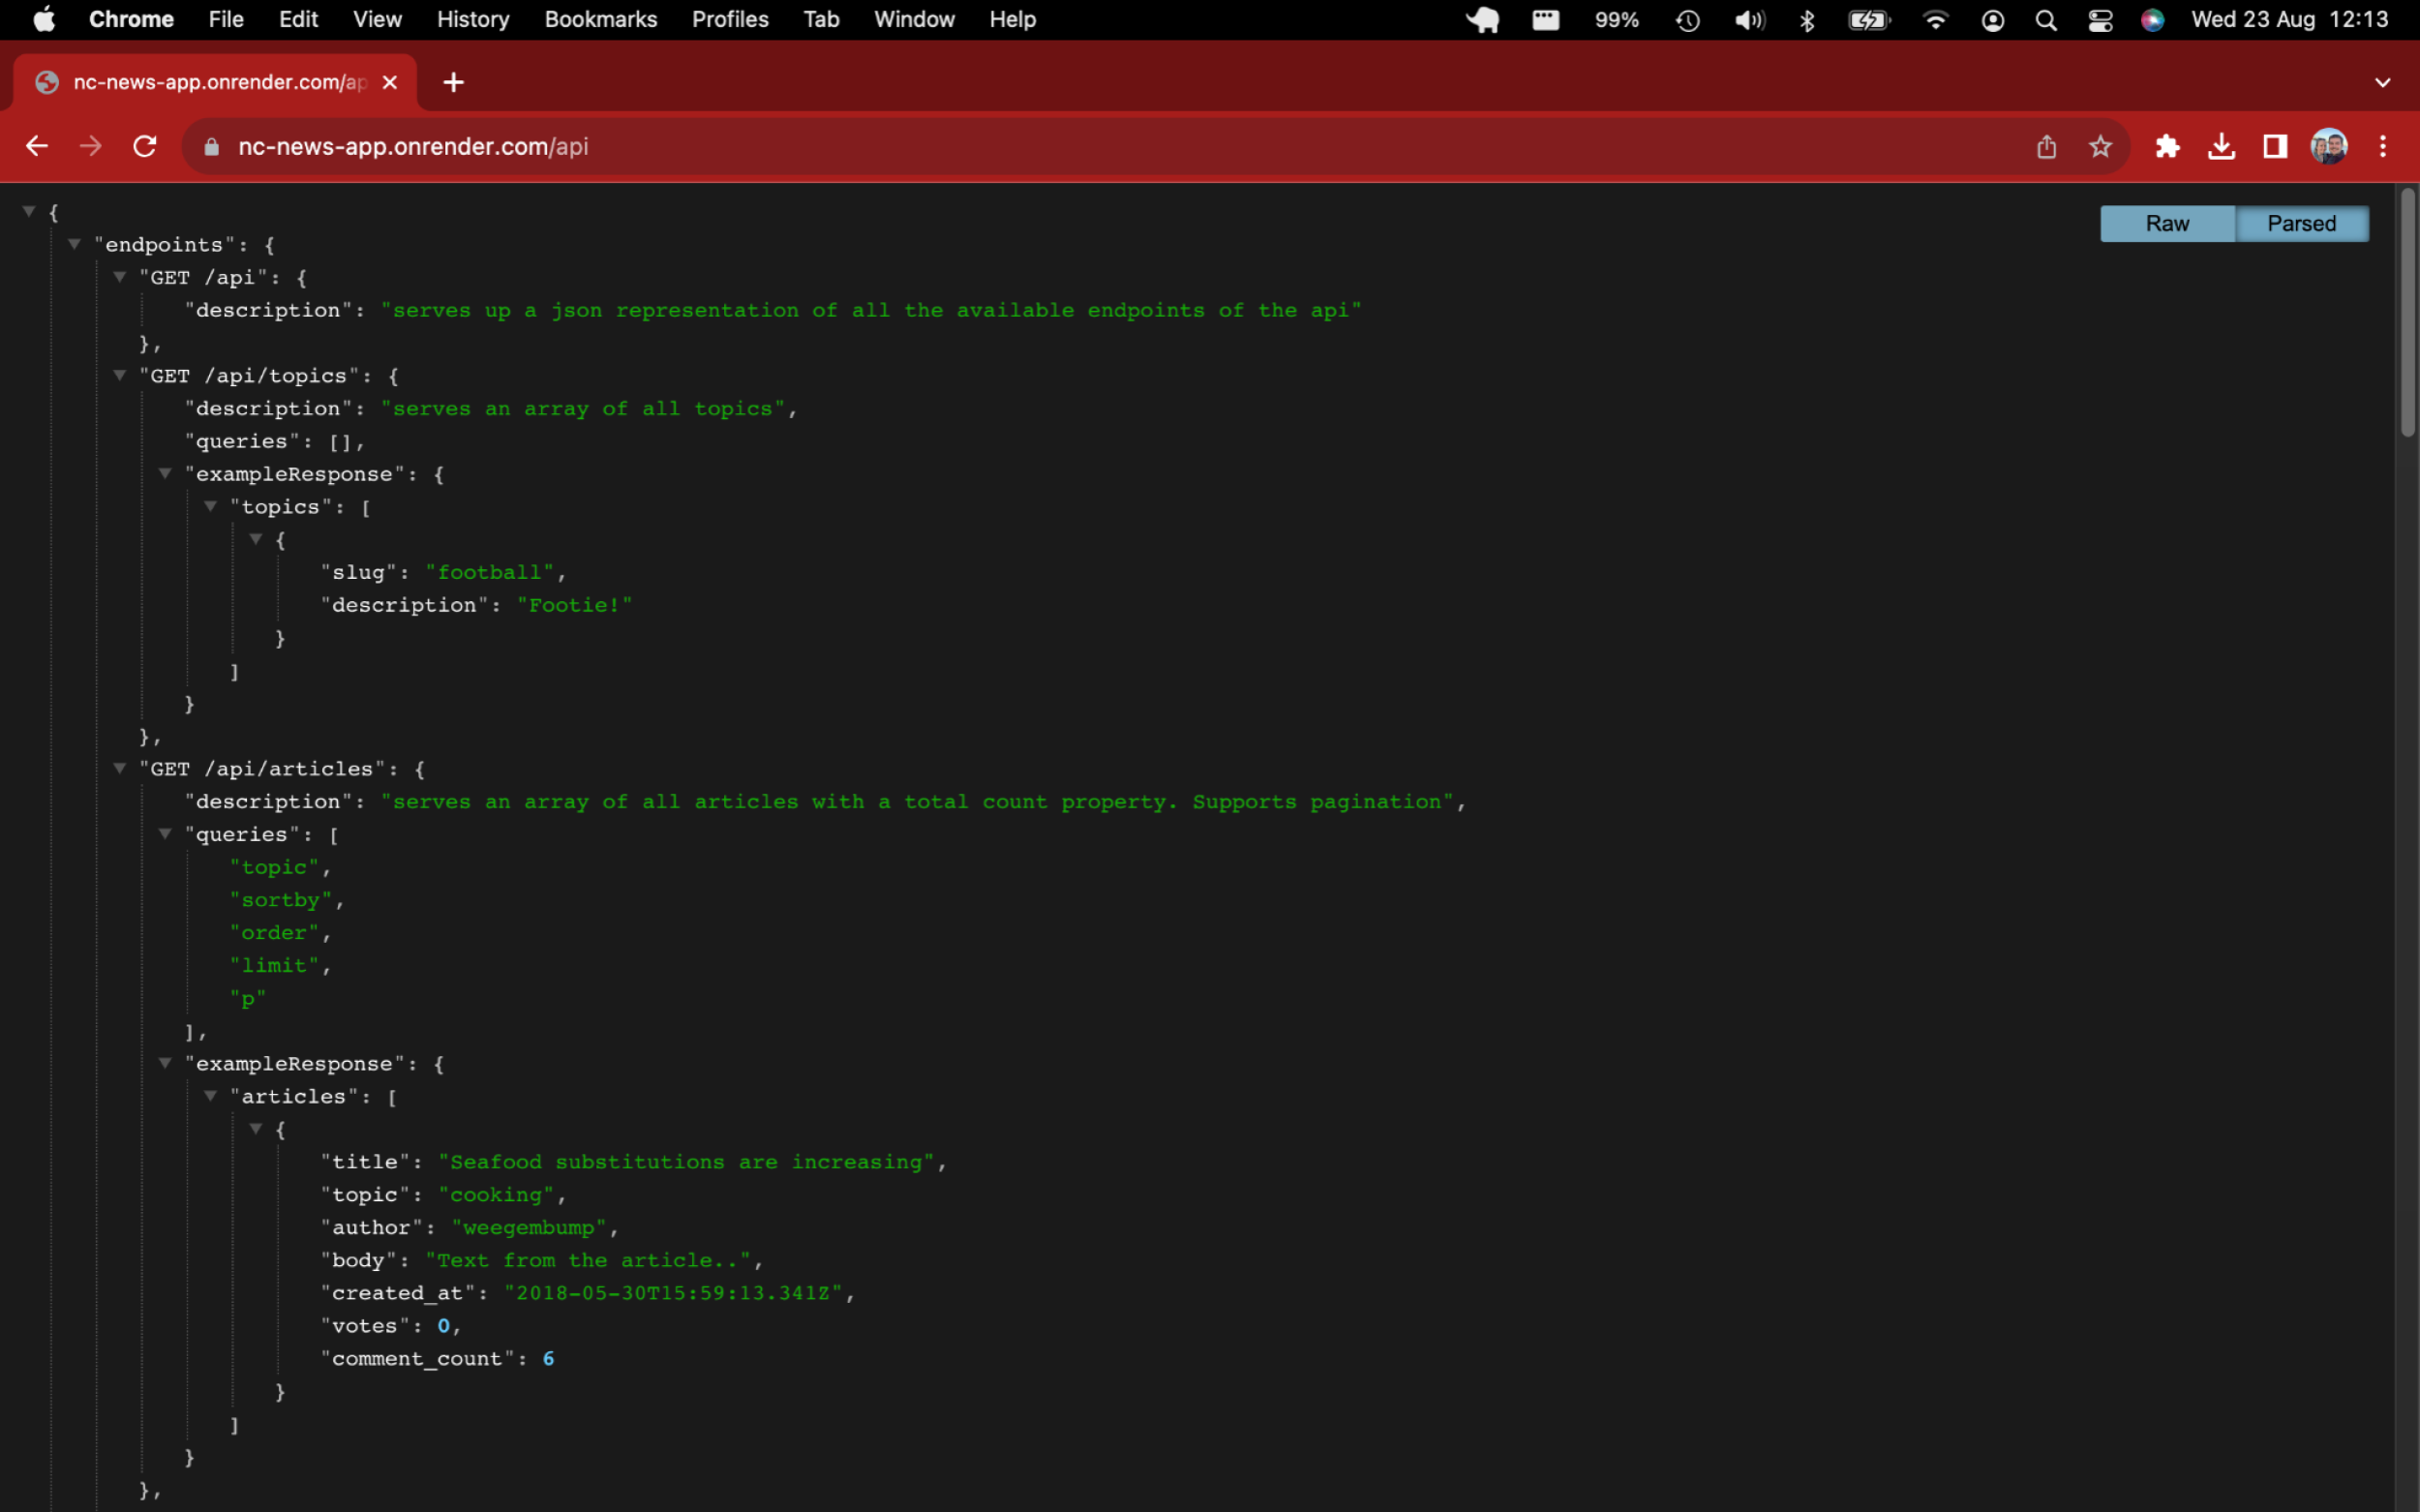 Chrome File Edit View History Bookmarks Profiles Tab Window Help 99% Wed 23 Aug 12:13
nc-news-app.onrender.com/ap
nc-news-app.onrender.com/api
Raw Parsed
{
"endpoints": {
"GET /api": {
"description": "serves up a json representation of all the available endpoints of the api"
},
"GET /api/topics": {
"description": "serves an array of all topics",
"queries": [],
"exampleResponse": {
"topics": [
{
"slug": "football",
"description": "Footie!"
}
]
}
},
"GET /api/articles": {
"description": "serves an array of all articles with a total count property. Supports pagination",
"queries": [
"topic",
"sortby",
"order",
"limit",
"p"
],
"exampleResponse": {
"articles": [
{
"title": "Seafood substitutions are increasing",
"topic": "cooking",
"author": "weegembump",
"body": "Text from the article..",
"created_at": "2018-05-30T15:59:13.341Z",
"votes": 0,
"comment_count": 6
}
]
}
},